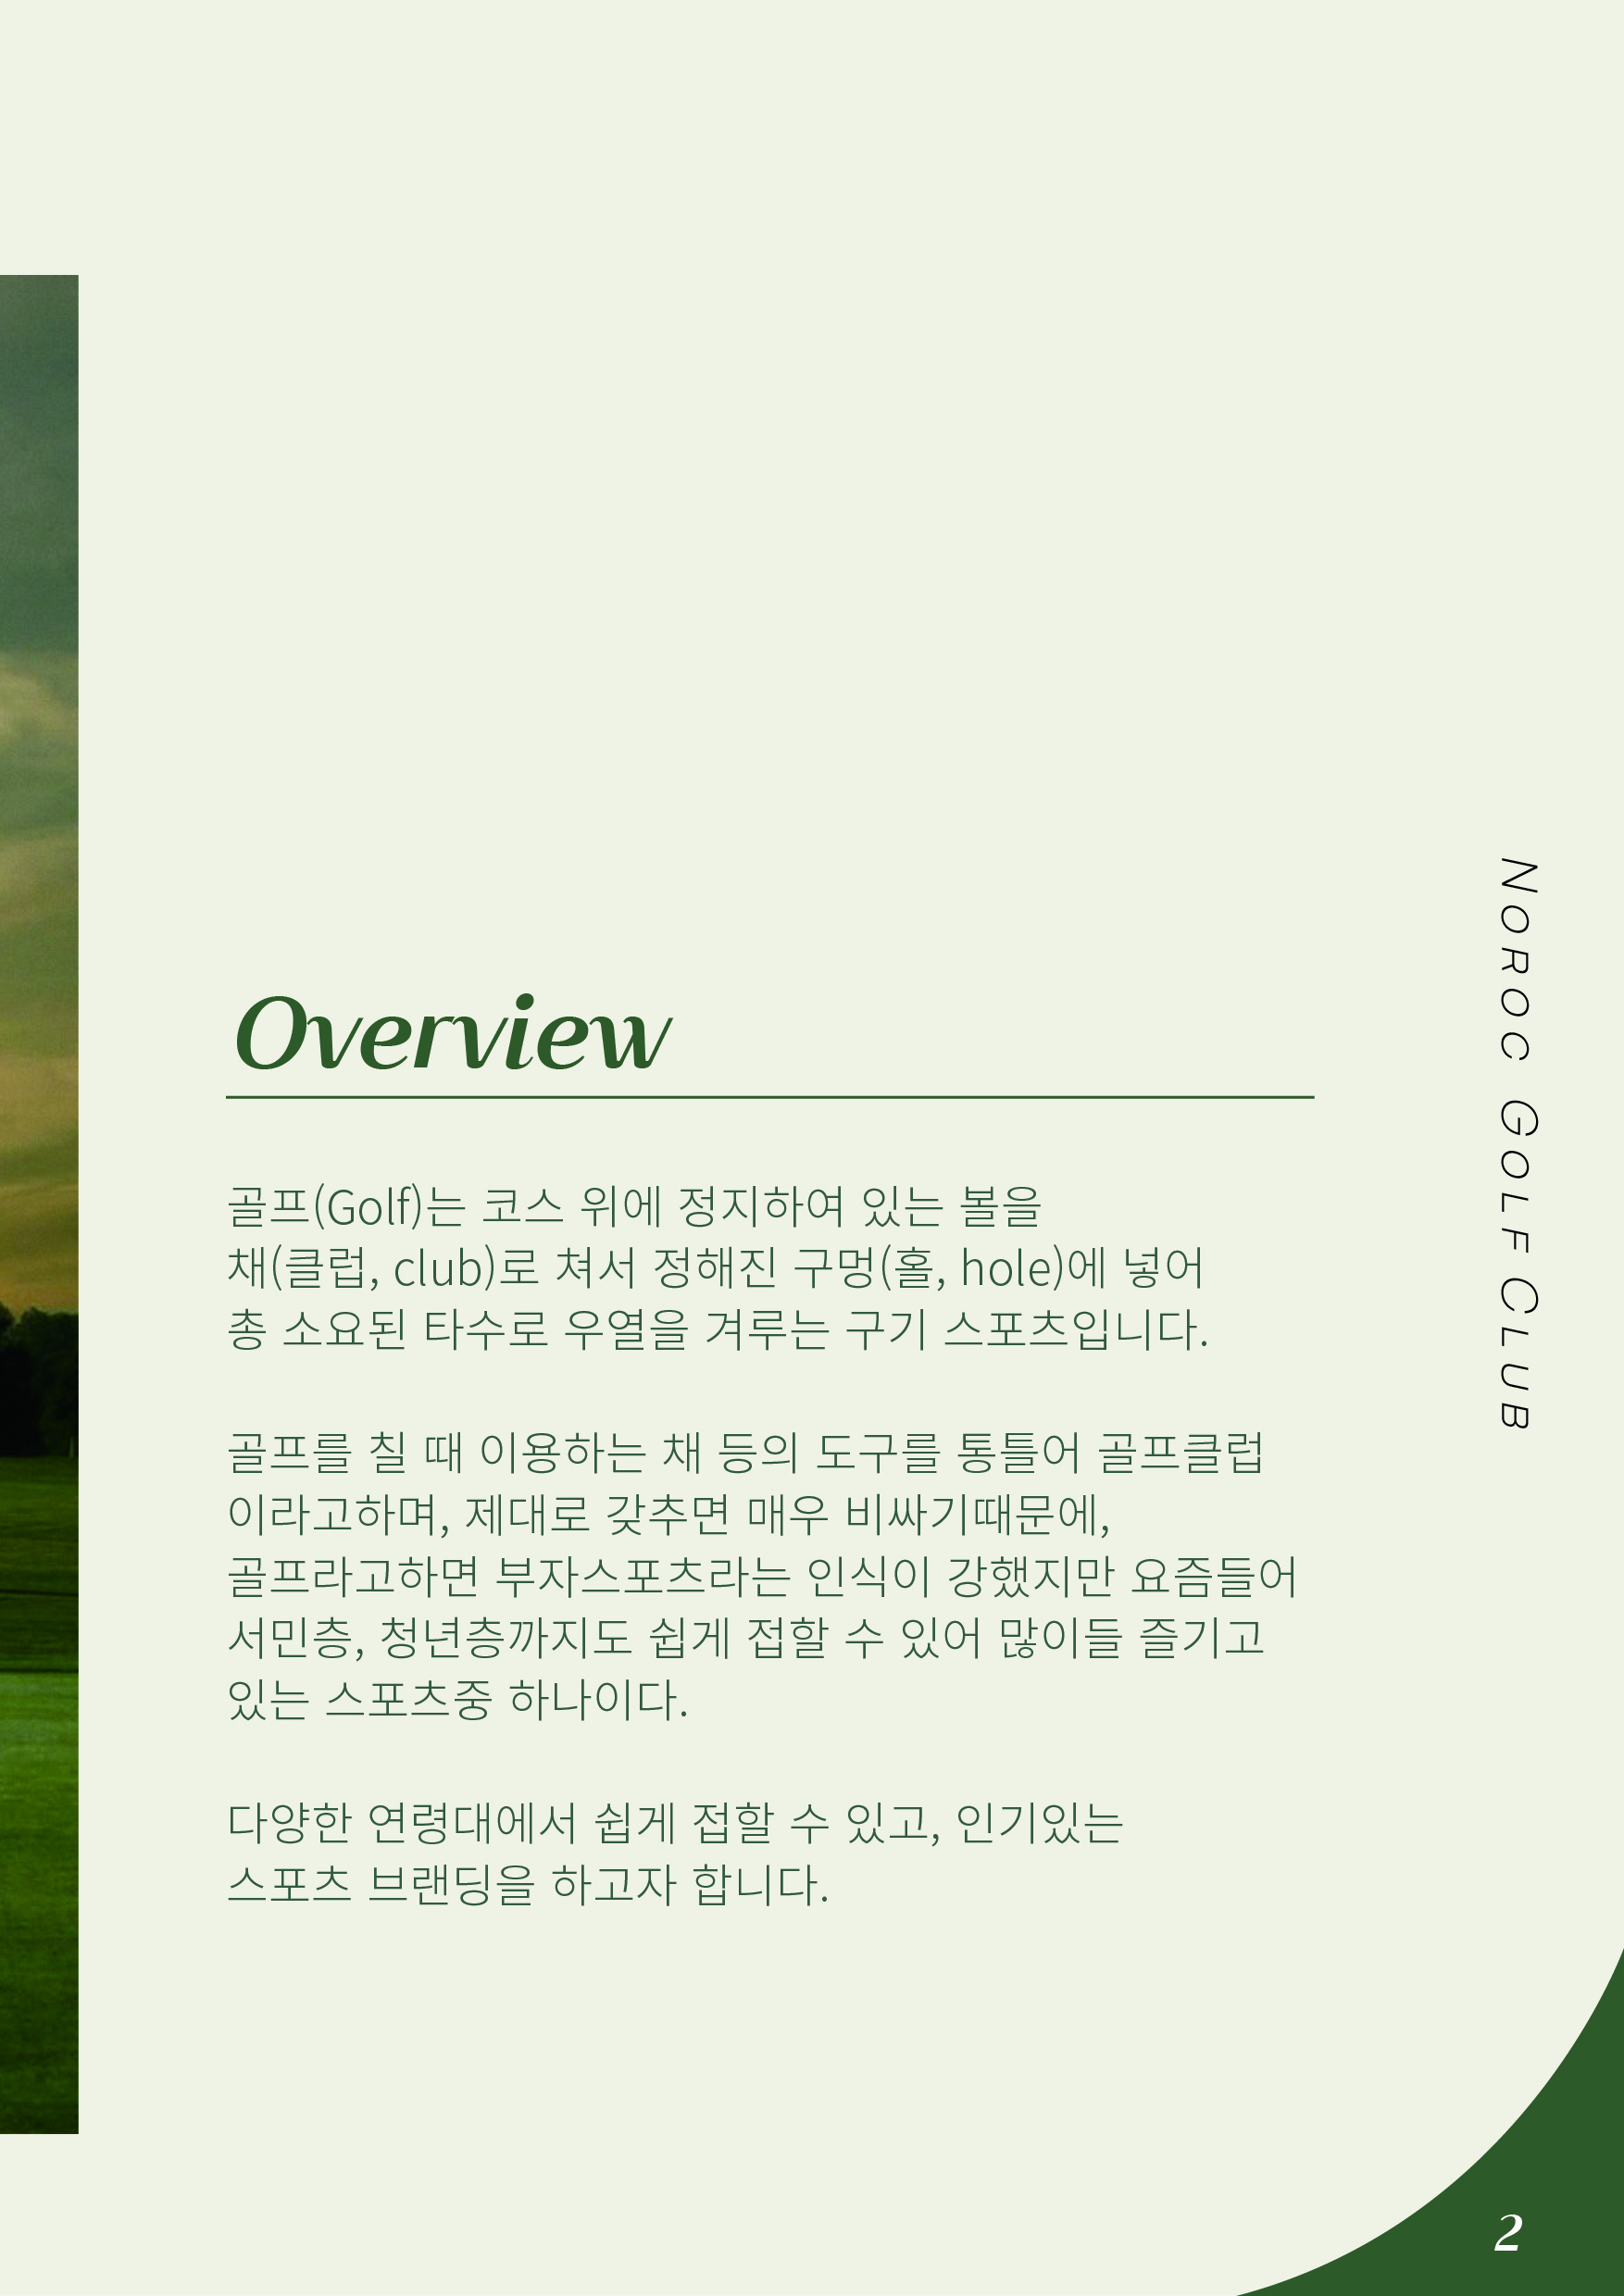 Overview
골프(Golf)는 코스 위에 정지하여 있는 볼을
채(클럽, club)로 쳐서 정해진 구멍(홀, hole)에 넣어
총 소요된 타수로 우열을 겨루는 구기 스포츠입니다.
골프를 칠 때 이용하는 채 등의 도구를 통틀어 골프클럽
이라고하며, 제대로 갖추면 매우 비싸기때문에,
골프라고하면 부자스포츠라는 인식이 강했지만 요즘들어
서민층, 청년층까지도 쉽게 접할 수 있어 많이들 즐기고
있는 스포츠중 하나이다.
다양한 연령대에서 쉽게 접할 수 있고, 인기있는
스포츠 브랜딩을 하고자 합니다.
NOROC GOLF CLUB
2